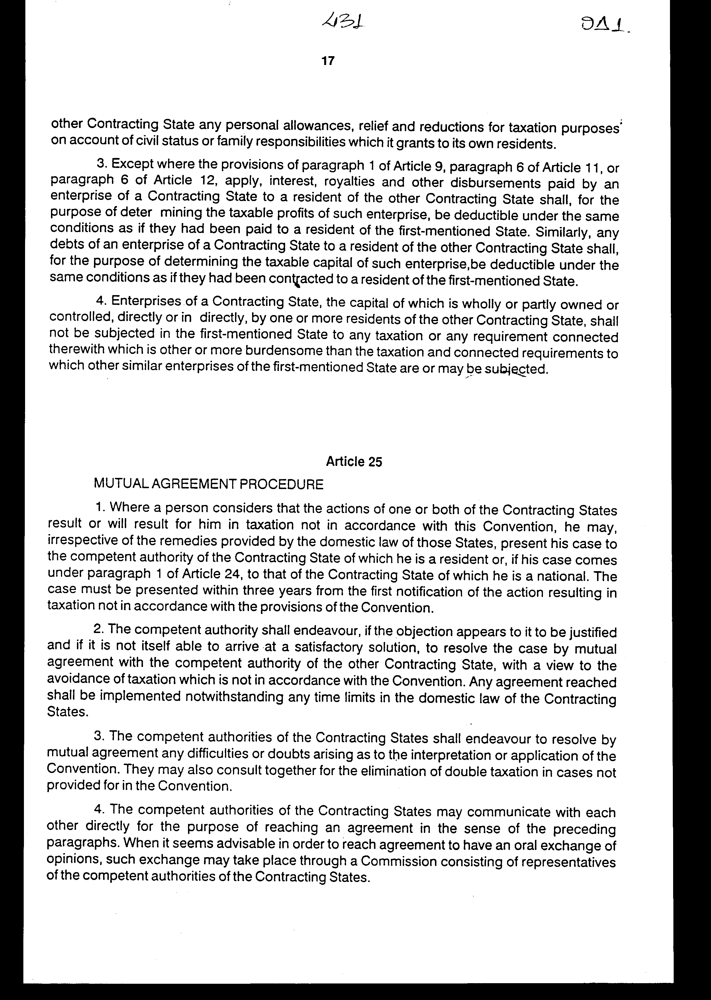 431
17
other Contracting State any personal allowances, relief and reductions for taxation purposes
on account of civil status or family responsibilities which it grants to its own residents.
3. Except where the provisions of paragraph 1 of Article 9, paragraph 6 of Article 11, or
paragraph 6 of Article 12, apply, interest, royalties and other disbursements paid by an
enterprise of a Contracting State to a resident of the other Contracting State shall, for the
purpose of deter mining the taxable profits of such enterprise, be deductible under the same
conditions as if they had been paid to a resident of the first-mentioned State. Similarly, any
debts of an enterprise of a Contracting State to a resident of the other Contracting State shall,
for the purpose of determining the taxable capital of such enterprise,be deductible under the
same conditions as if they had been contracted to a resident of the first-mentioned State.
4. Enterprises of a Contracting State, the capital of which is wholly or partly owned or
controlled, directly or in directly, by one or more residents of the other Contracting State, shall
not be subjected in the first-mentioned State to any taxation or any requirement connected
therewith which is other or more burdensome than the taxation and connected requirements to
which other similar enterprises of the first-mentioned State are or may be subjected.
Article 25
MUTUAL AGREEMENT PROCEDURE
1. Where a person considers that the actions of one or both of the Contracting States
result or will result for him in taxation not in accordance with this Convention, he may,
irrespective of the remedies provided by the domestic law of those States, present his case to
the competent authority of the Contracting State of which he is a resident or, if his case comes
under paragraph 1 of Article 24, to that of the Contracting State of which he is a national. The
case must be presented within three years from the first notification of the action resulting in
taxation not in accordance with the provisions of the Convention.
2. The competent authority shall endeavour, if the objection appears to it to be justified
and if it is not itself able to arrive at a satisfactory solution, to resolve the case by mutual
agreement with the competent authority of the other Contracting State, with a view to the
avoidance of taxation which is not in accordance with the Convention. Any agreement reached
shall be implemented notwithstanding any time limits in the domestic law of the Contracting
States.
3. The competent authorities of the Contracting States shall endeavour to resolve by
mutual agreement any difficulties or doubts arising as to the interpretation or application of the
Convention. They may also consult together for the elimination of double taxation in cases not
provided for in the Convention.
4. The competent authorities of the Contracting States may communicate with each
other directly for the purpose of reaching an agreement in the sense of the preceding
paragraphs. When it seems advisable in order to reach agreement to have an oral exchange of
opinions, such exchange may take place through a Commission consisting of representatives
of the competent authorities of the Contracting States.